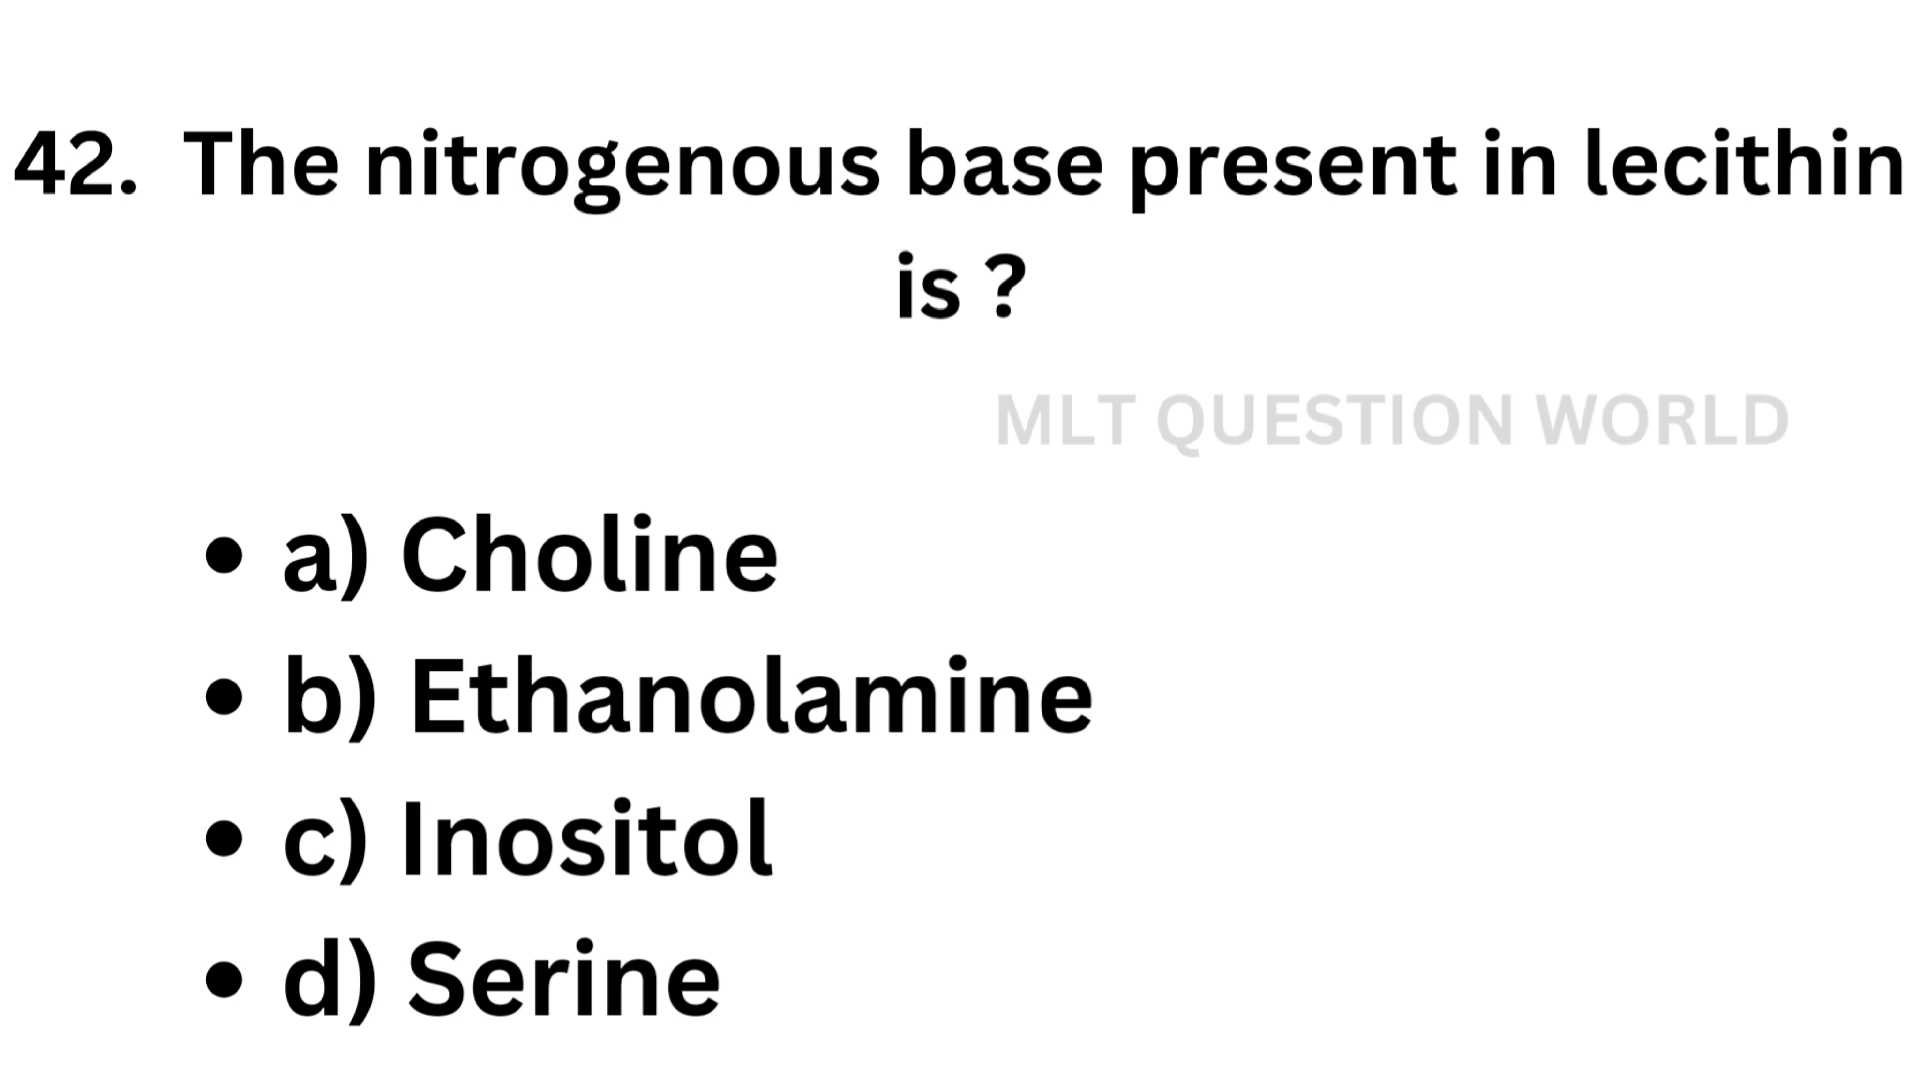 42. The nitrogenous base present in lecithin
is ?
MLT QUESTION WORLD
• a) Choline
• b) Ethanolamine
• c) Inositol
• d) Serine